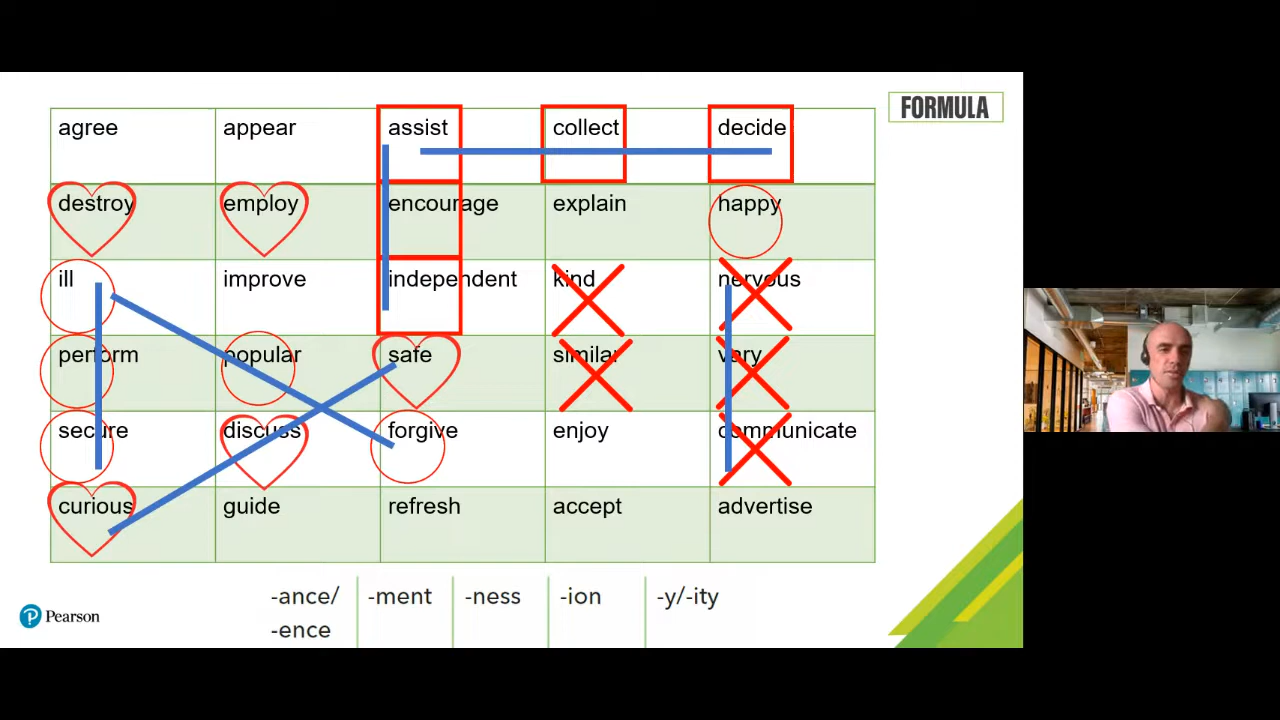 FORMULA
agree appear assist collect decide
destroy employ encourage explain happy
ill improve independent kind nervous
perform popular safe similar vary
secure discuss forgive enjoy communicate
curious guide refresh accept advertise
-ance/ -ment -ness -ion -y/-ity
-ence
P Pearson